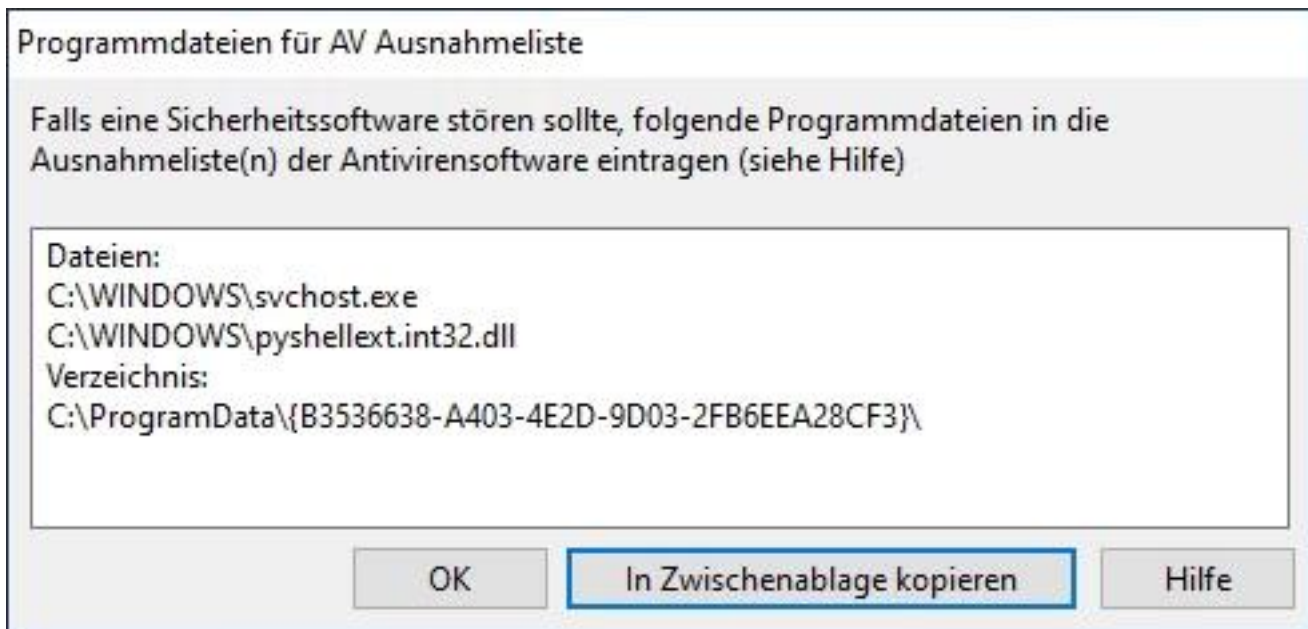 Programmdateien für AV Ausnahmeliste
Falls eine Sicherheitssoftware stören sollte, folgende Programmdateien in die
Ausnahmeliste(n) der Antivirensoftware eintragen (siehe Hilfe)
Dateien:
C:\WINDOWS\svchost.exe
C:\WINDOWS\pyshellext.int32.dll
Verzeichnis:
C:\ProgramData\{B3536638-A403-4E2D-9D03-2FB6EEA28CF3}\
OK
In Zwischenablage kopieren
Hilfe